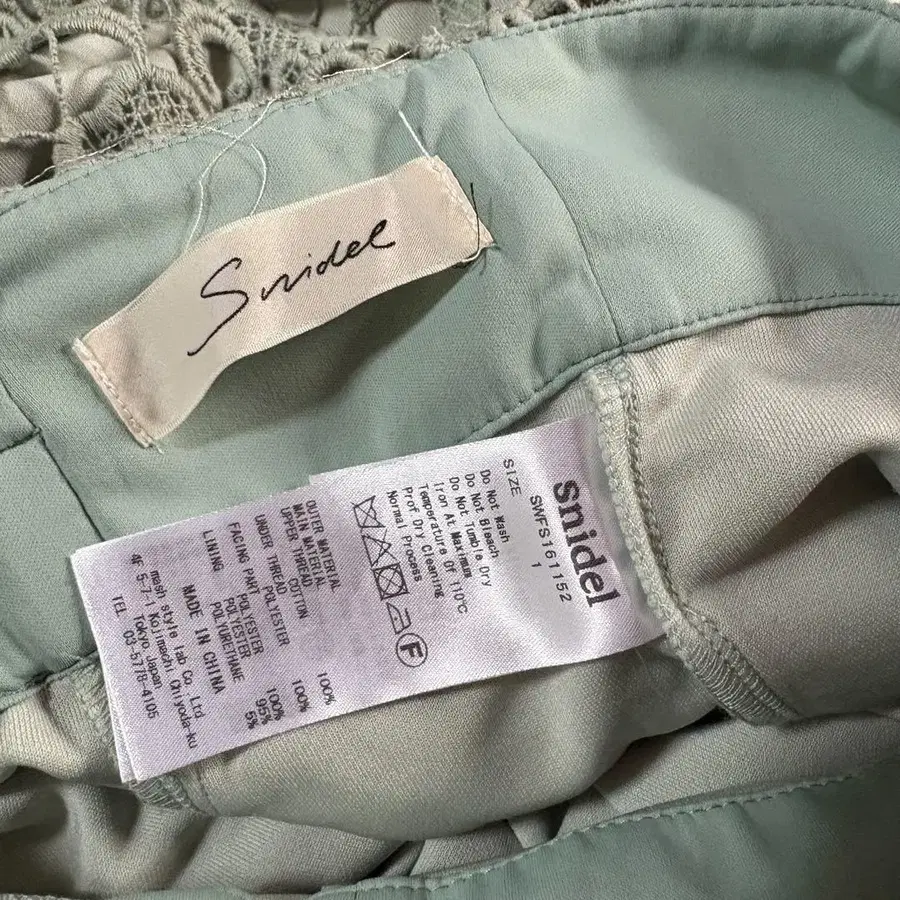 Snidel
Snidel
SWFS161152
SIZE 1
Do Not Wash
Do Not Bleach
Do Not Tumble Dry
Iron At Maximum
Temperature Of 110°C
Prof Dry Cleaning
Normal Process
F
OUTER MATERIAL
MAIN MATERIAL
UPPER THREAD COTTON 100%
UNDER THREAD POLYESTER 100%
FACING PART POLYESTER 100%
LINING POLYESTER 95%
POLYURETHANE 5%
MADE IN CHINA
mash style lab Co., Ltd
4F 5-7-1 Kojimachi, Chiyoda-ku
Tokyo, Japan
TEL 03-5778-4105